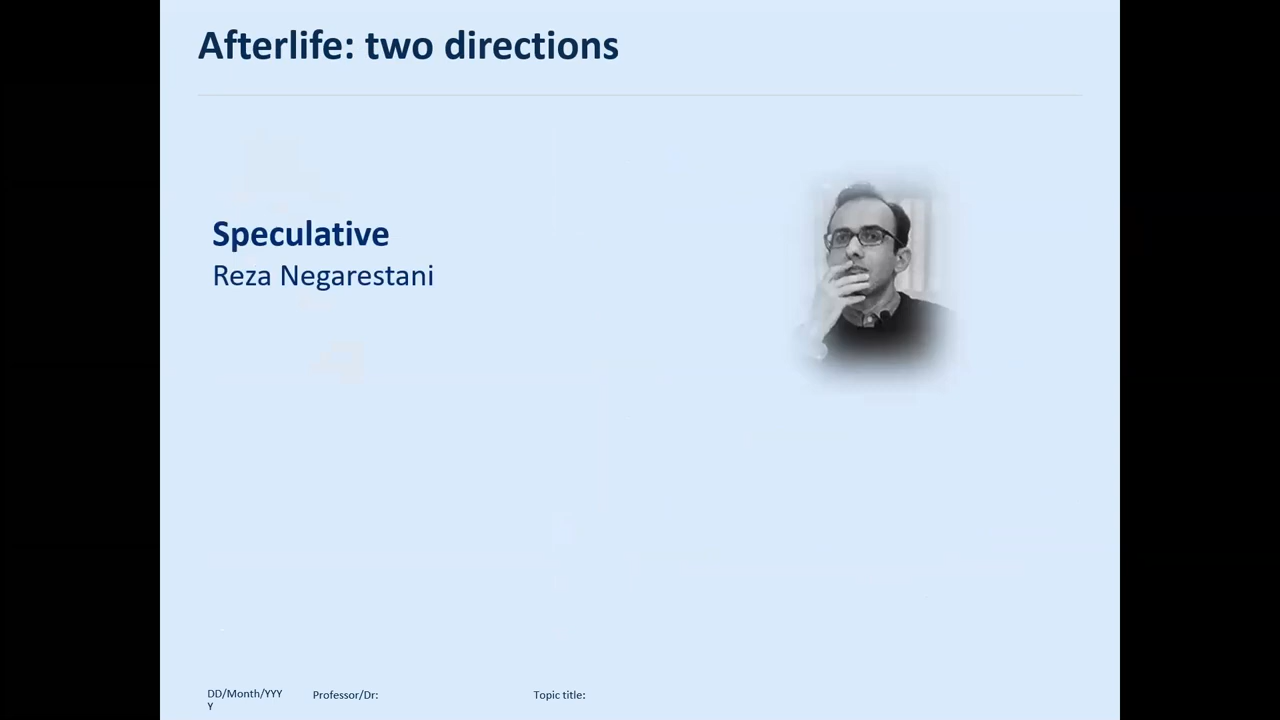 Afterlife: two directions
Speculative
Reza Negarestani
DD/Month/YYY
Y
Professor/Dr:
Topic title: